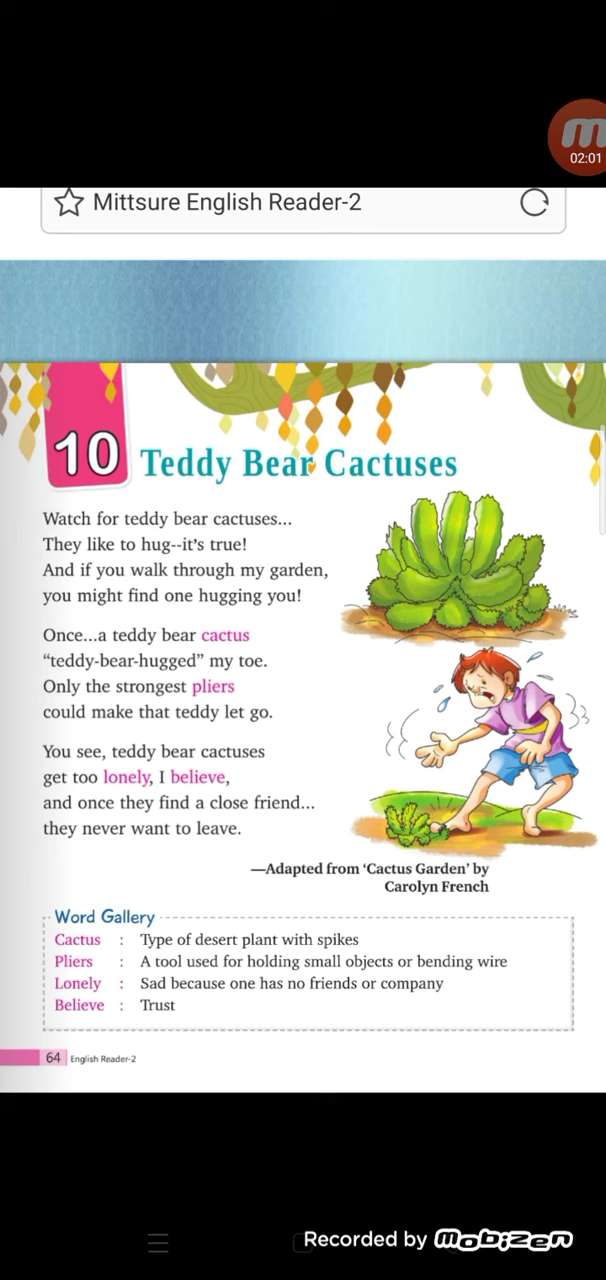 02:01
Mittsure English Reader-2
10 Teddy Bear Cactuses
Watch for teddy bear cactuses...
They like to hug--it's true!
And if you walk through my garden,
you might find one hugging you!
Once...a teddy bear cactus
“teddy-bear-hugged” my toe.
Only the strongest pliers
could make that teddy let go.
You see, teddy bear cactuses
get too lonely, I believe,
and once they find a close friend...
they never want to leave.
—Adapted from ‘Cactus Garden’ by
Carolyn French
Word Gallery
Cactus : Type of desert plant with spikes
Pliers : A tool used for holding small objects or bending wire
Lonely : Sad because one has no friends or company
Believe : Trust
64 English Reader-2
Recorded by mobizen